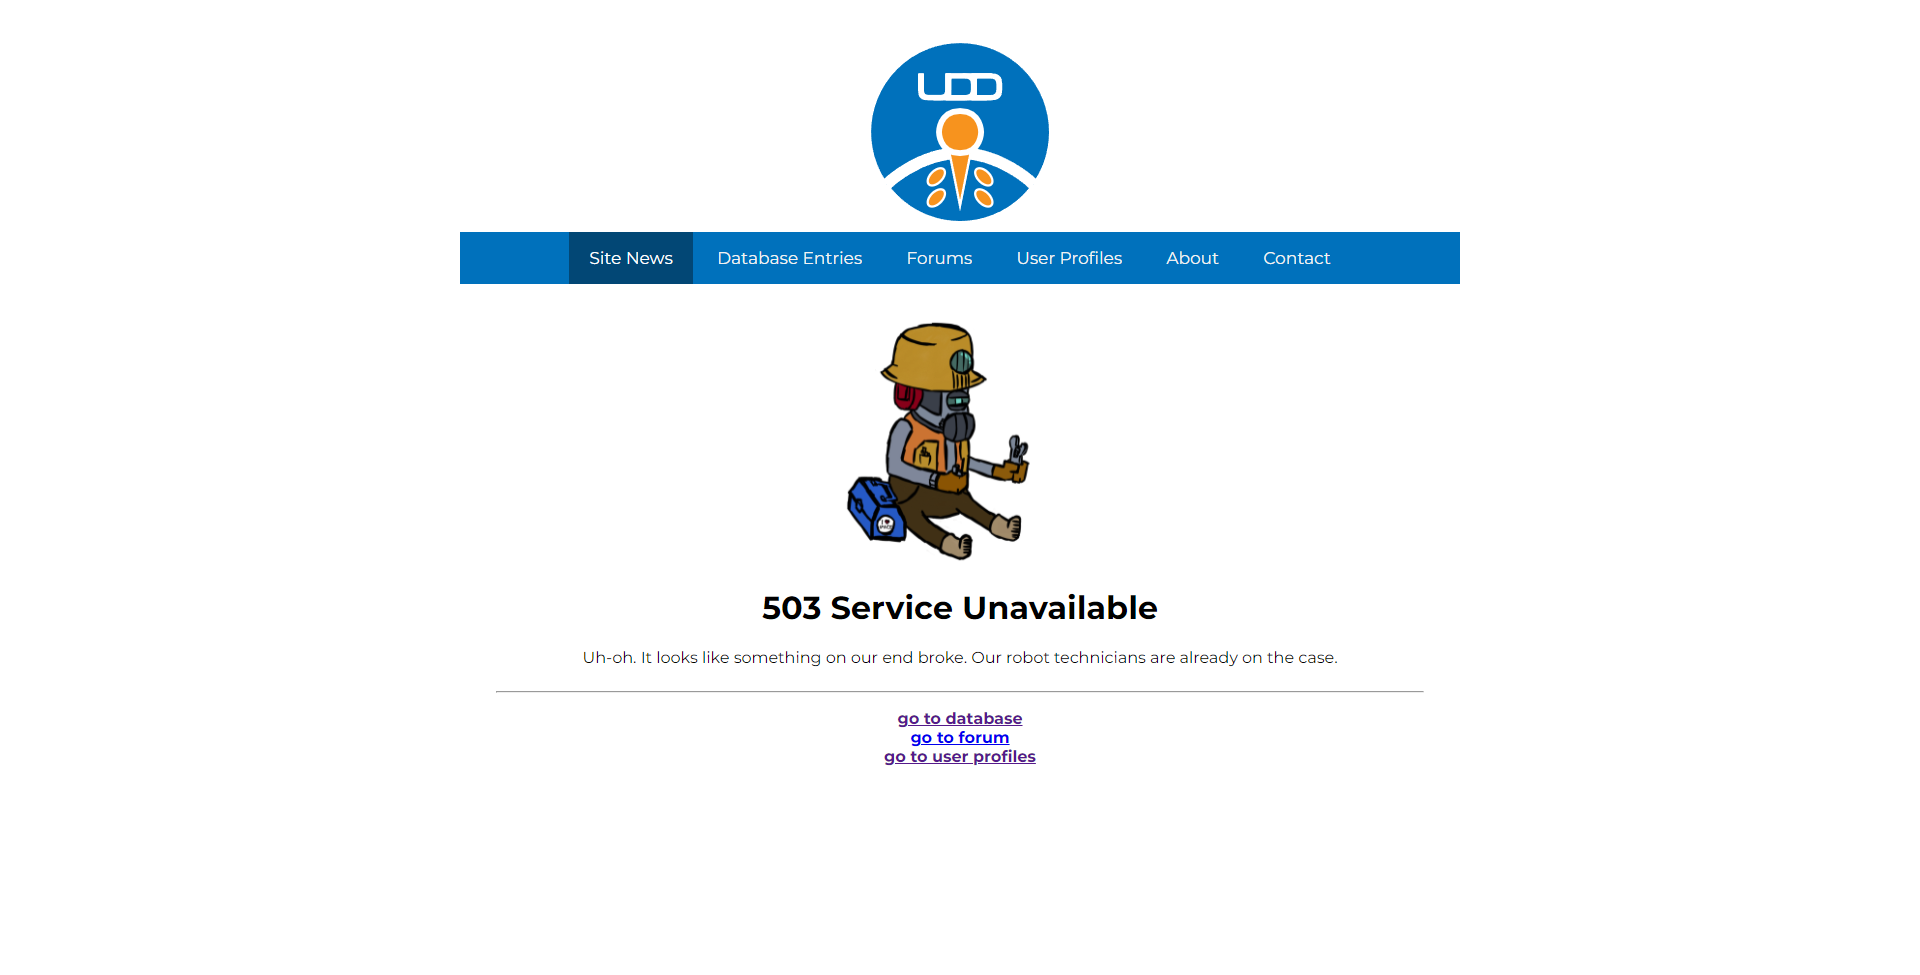 UDD
Site News Database Entries Forums User Profiles About Contact
503 Service Unavailable
Uh-oh. It looks like something on our end broke. Our robot technicians are already on the case.
go to database
go to forum
go to user profiles